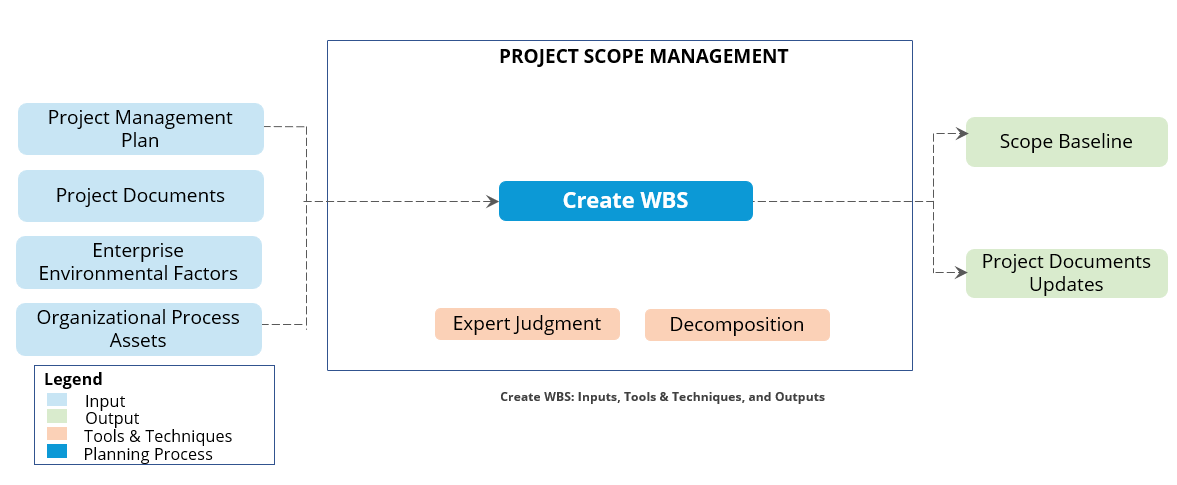 PROJECT SCOPE MANAGEMENT
Project Management
Plan
Project Documents
Enterprise
Environmental Factors
Organizational Process
Assets
Create WBS
Expert Judgment
Decomposition
Scope Baseline
Project Documents
Updates
Legend
Input
Output
Tools & Techniques
Planning Process
Create WBS: Inputs, Tools & Techniques, and Outputs